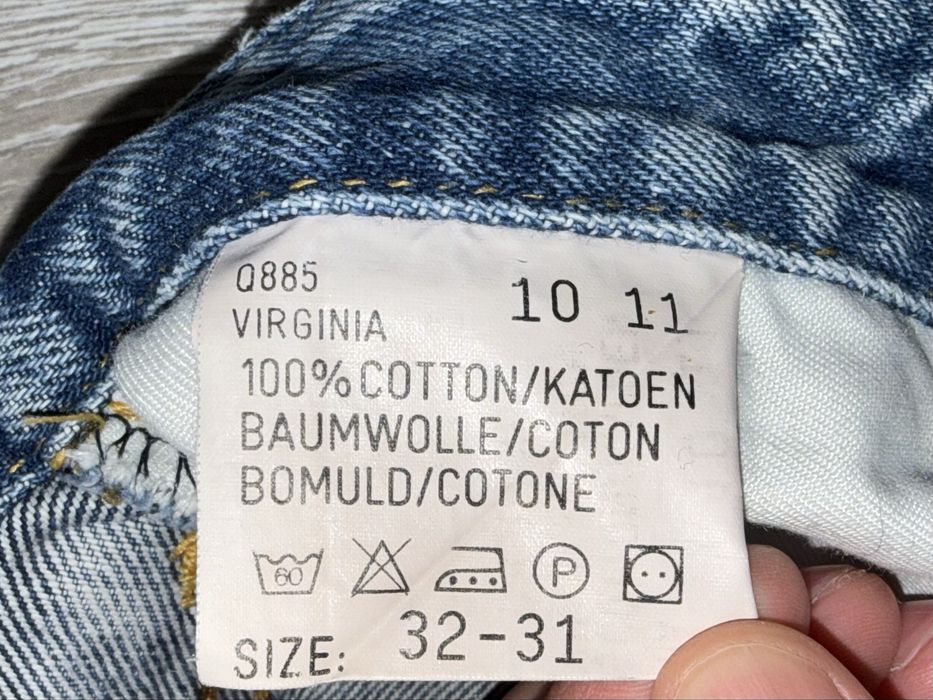 Q885 10 11
VIRGINIA
100%COTTON/KATOEN
BAUMWOLLE/COTON
BOMULD/COTONE
60 P
SIZE: 32-31